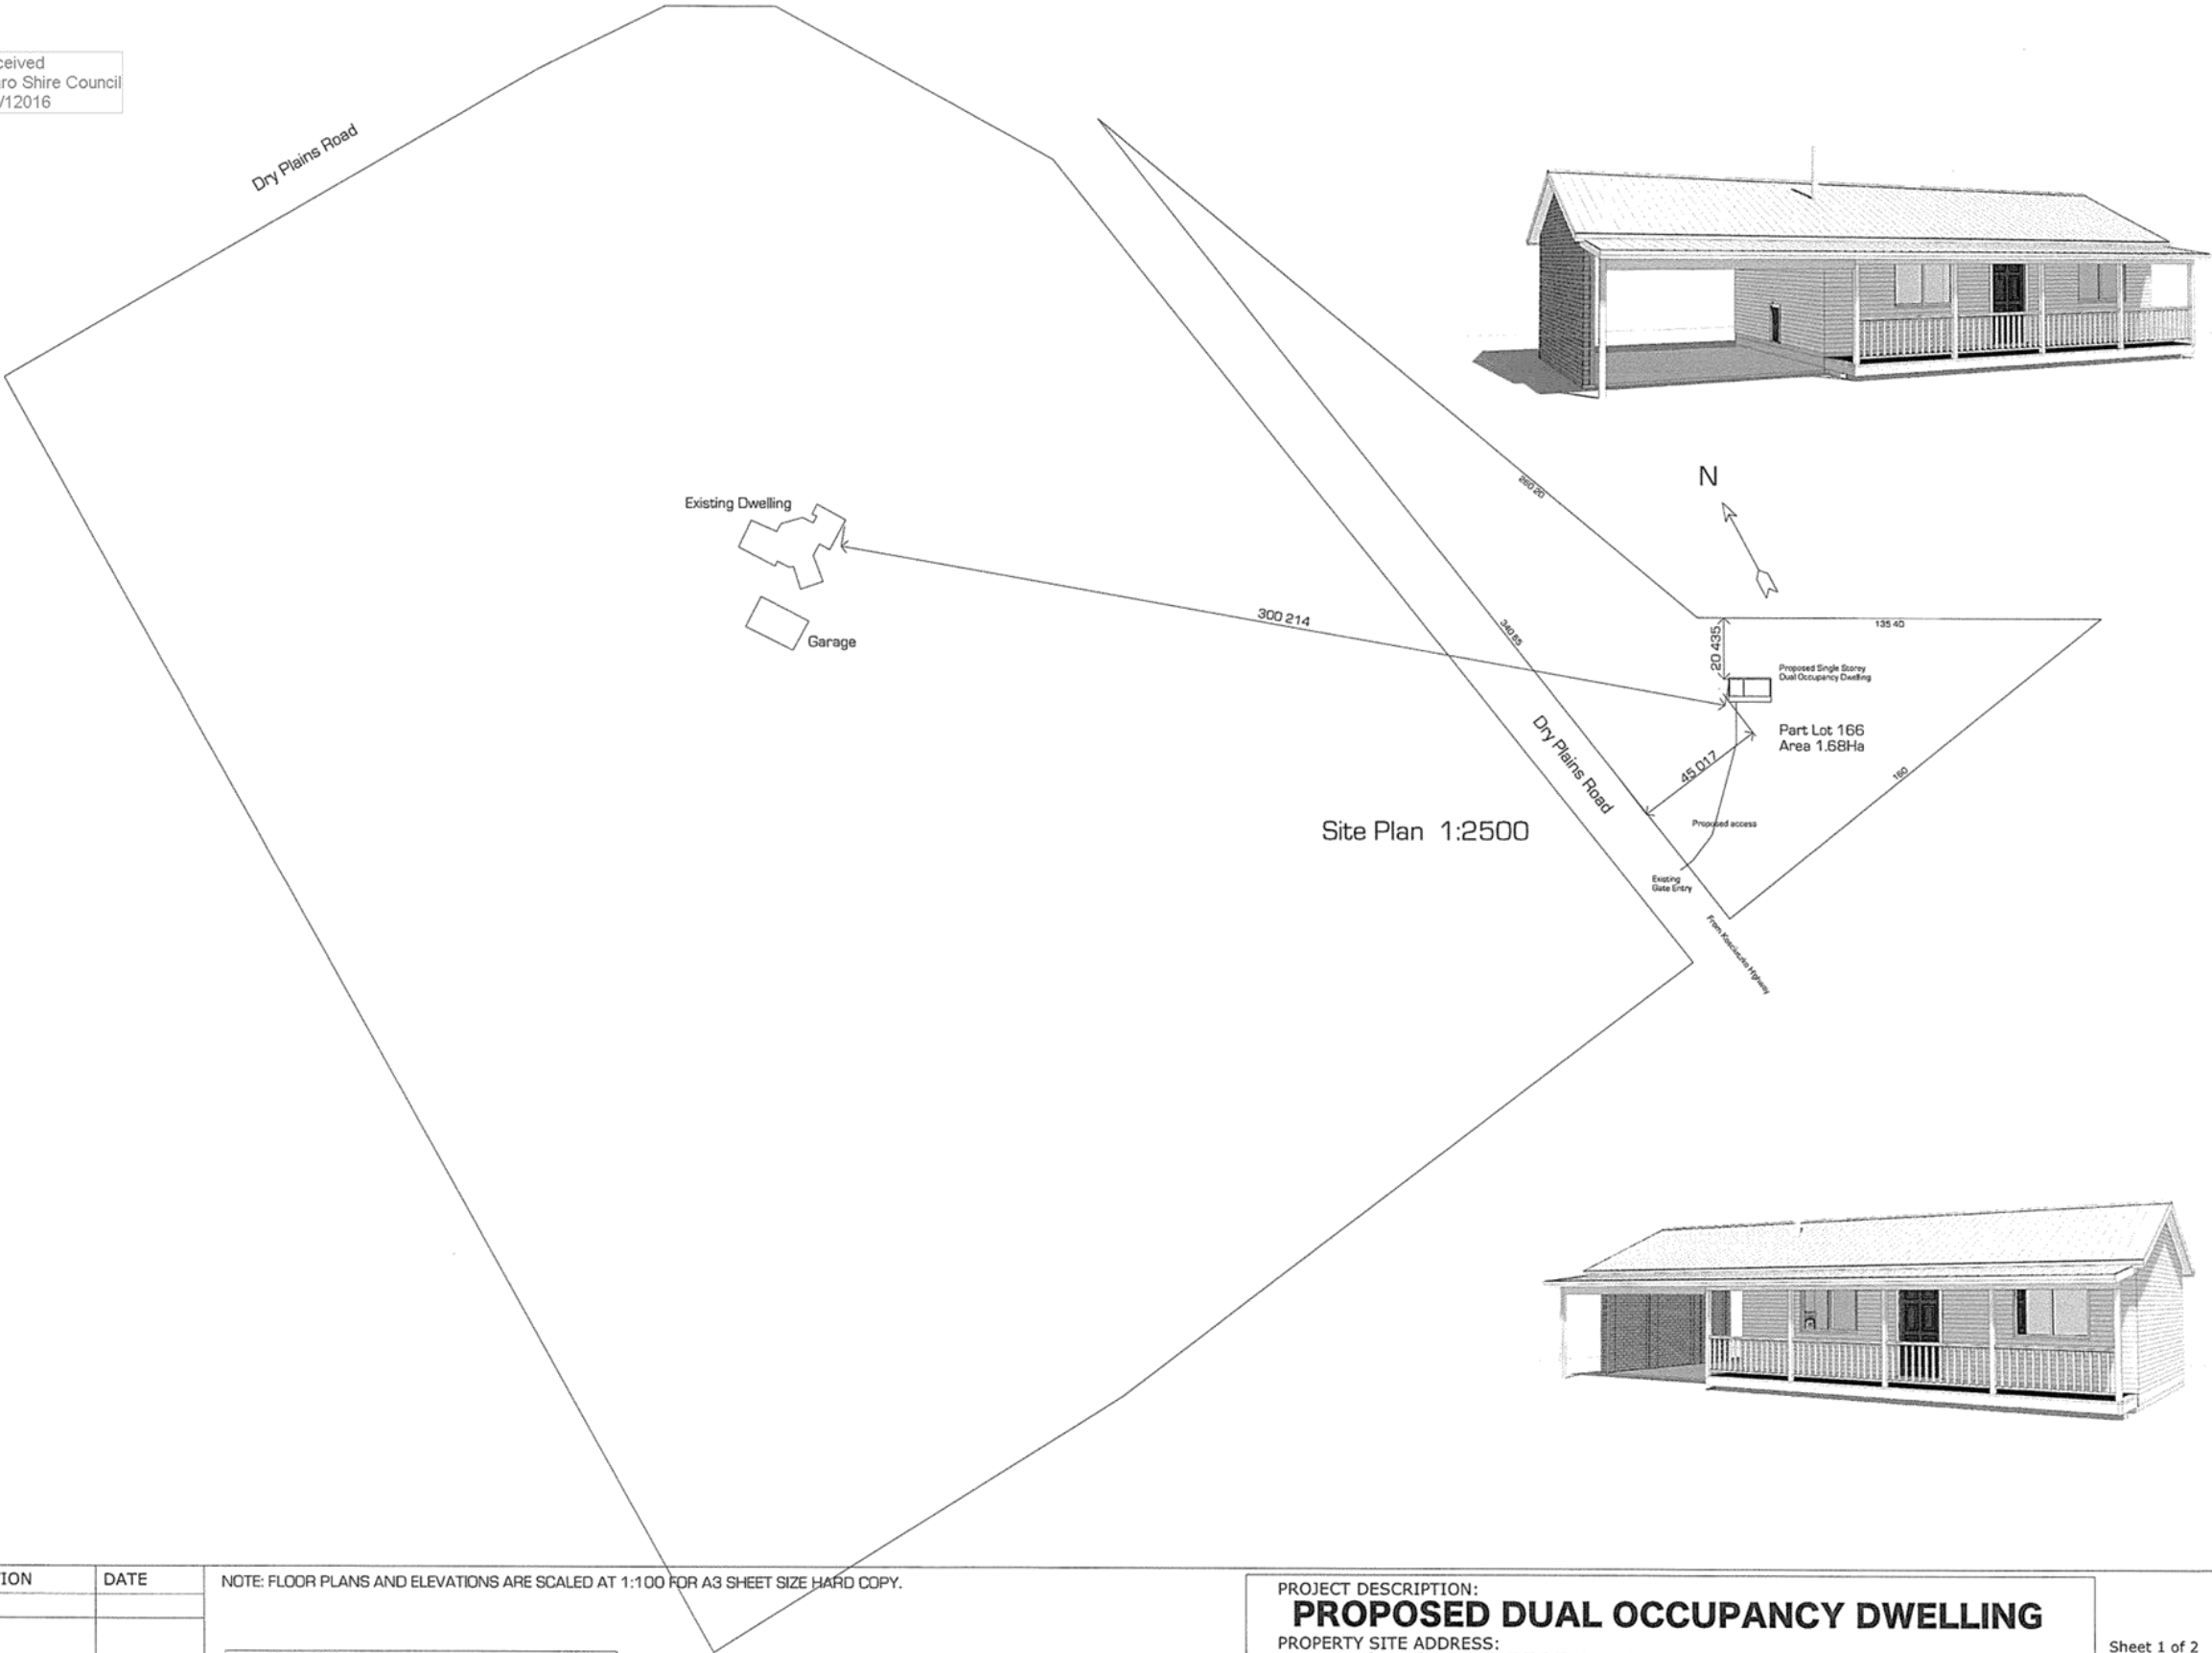 ceived
ro Shire Council
/12016
Dry Plains Road
Existing Dwelling
Garage
300 214
260 20
340 65
N
135 40
20 435
Proposed Single Storey
Dual Occupancy Dwelling
Part Lot 166
Area 1.68Ha
45 017
160
Dry Plains Road
Proposed access
Site Plan 1:2500
Existing
Gate Entry
From Kosciuszko Highway
ION
DATE
NOTE: FLOOR PLANS AND ELEVATIONS ARE SCALED AT 1:100 FOR A3 SHEET SIZE HARD COPY.
PROJECT DESCRIPTION:
PROPOSED DUAL OCCUPANCY DWELLING
PROPERTY SITE ADDRESS:
Sheet 1 of 2